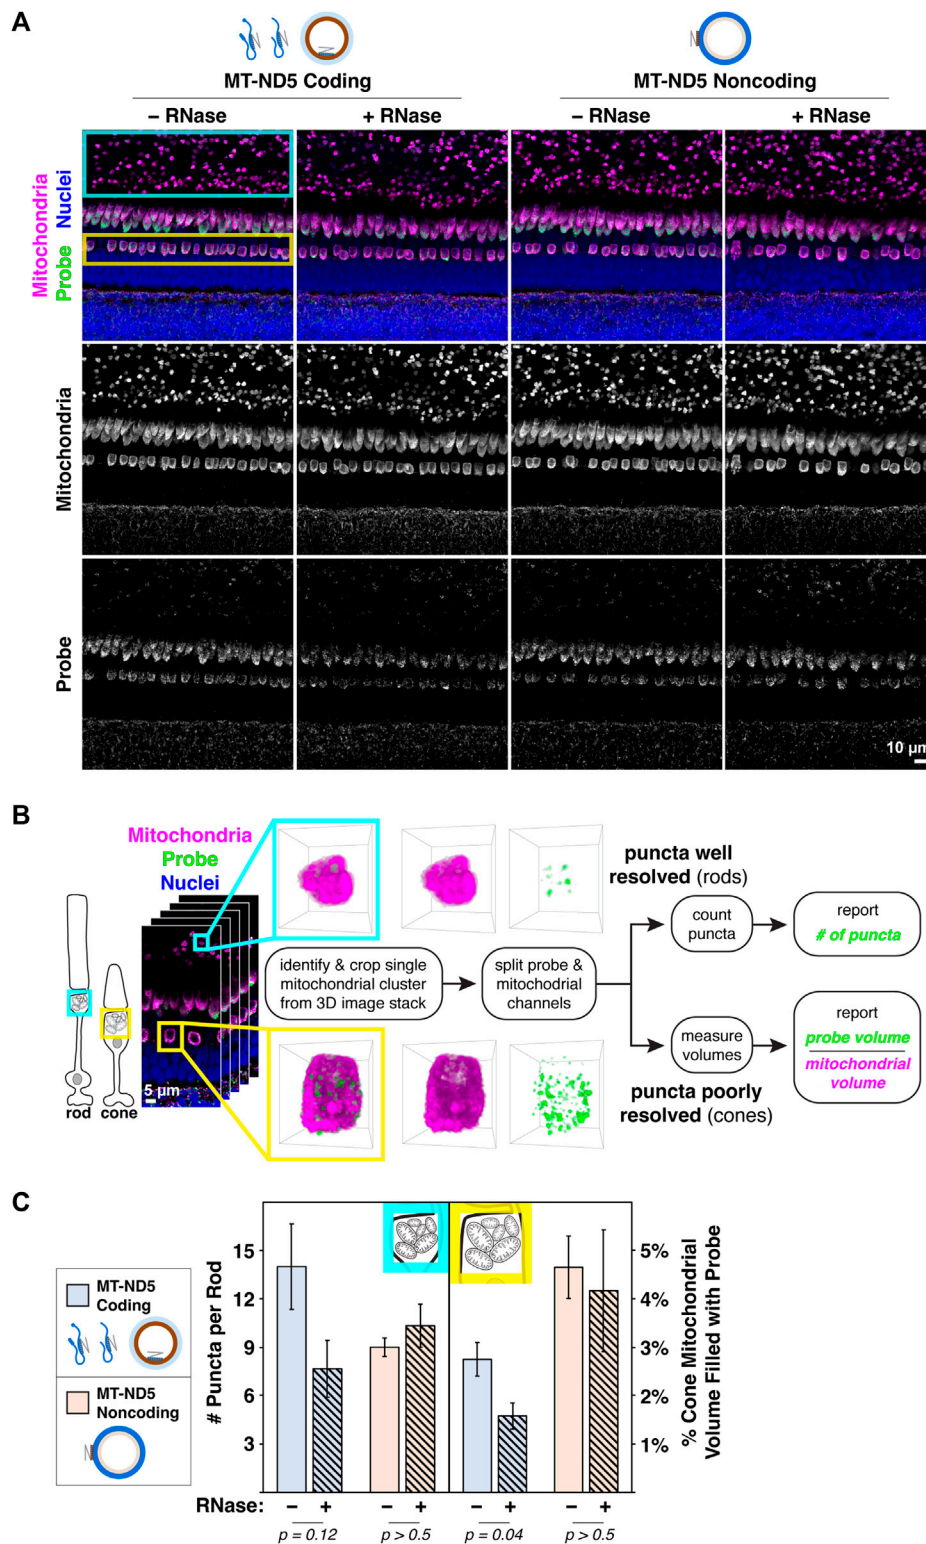 A
MT-ND5 Coding
MT-ND5 Noncoding
– RNase
+ RNase
– RNase
+ RNase
Mitochondria
Probe Nuclei
Mitochondria
Probe
10 µm
B
Mitochondria
Probe
Nuclei
rod
cone
5 µm
identify & crop single
mitochondrial cluster
from 3D image stack
split probe &
mitochdrial
channels
puncta well
resolved (rods)
count
puncta
report
# of puncta
measure
volumes
report
probe volume
mitochondrial
volume
puncta poorly
resolved (cones)
C
MT-ND5
Coding
MT-ND5
Noncoding
# Puncta per Rod
15
12
9
6
3
5%
4%
3%
2%
1%
% Cone Mitochondrial
Volume Filled with Probe
RNase: – + – + – + – +
p = 0.12 p > 0.5 p = 0.04 p > 0.5